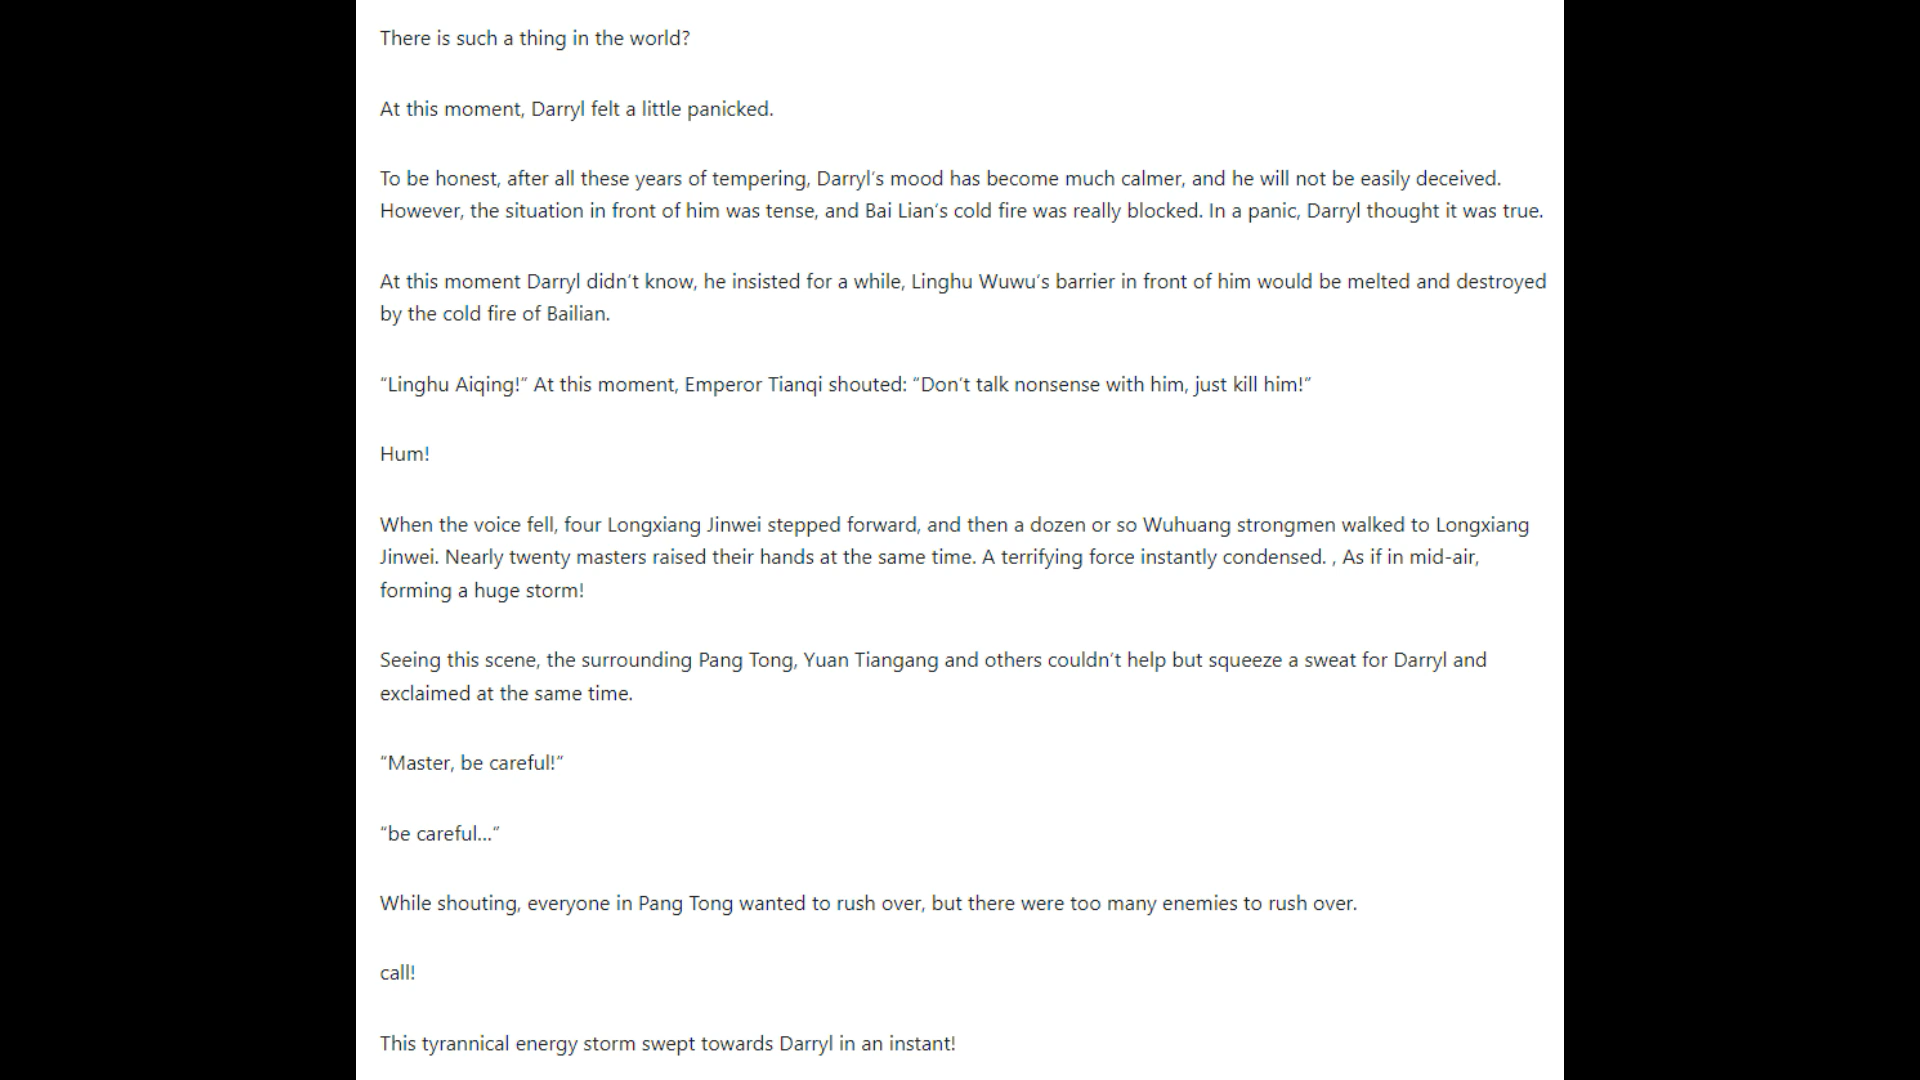 There is such a thing in the world?
At this moment, Darryl felt a little panicked.
To be honest, after all these years of tempering, Darryl’s mood has become much calmer, and he will not be easily deceived.
However, the situation in front of him was tense, and Bai Lian’s cold fire was really blocked. In a panic, Darryl thought it was true.
At this moment Darryl didn’t know, he insisted for a while, Linghu Wuwu’s barrier in front of him would be melted and destroyed
by the cold fire of Bailian.
“Linghu Aiqing!” At this moment, Emperor Tianqi shouted: “Don’t talk nonsense with him, just kill him!”
Hum!
When the voice fell, four Longxiang Jinwei stepped forward, and then a dozen or so Wuhuang strongmen walked to Longxiang
Jinwei. Nearly twenty masters raised their hands at the same time. A terrifying force instantly condensed. , As if in mid-air,
forming a huge storm!
Seeing this scene, the surrounding Pang Tong, Yuan Tiangang and others couldn’t help but squeeze a sweat for Darryl and
exclaimed at the same time.
“Master, be careful!”
“be careful…”
While shouting, everyone in Pang Tong wanted to rush over, but there were too many enemies to rush over.
call!
This tyrannical energy storm swept towards Darryl in an instant!